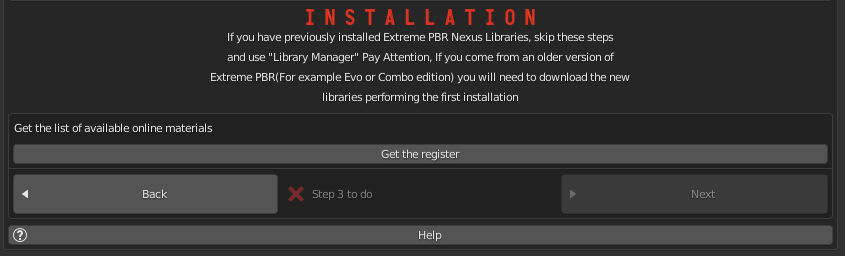 INSTALLATION
If you have previously installed Extreme PBR Nexus Libraries, skip these steps
and use "Library Manager" Pay Attention, If you come from an older version of
Extreme PBR(For example Evo or Combo edition) you will need to download the new
libraries performing the first installation
Get the list of available online materials
Get the register
Back
Step 3 to do
Next
? Help